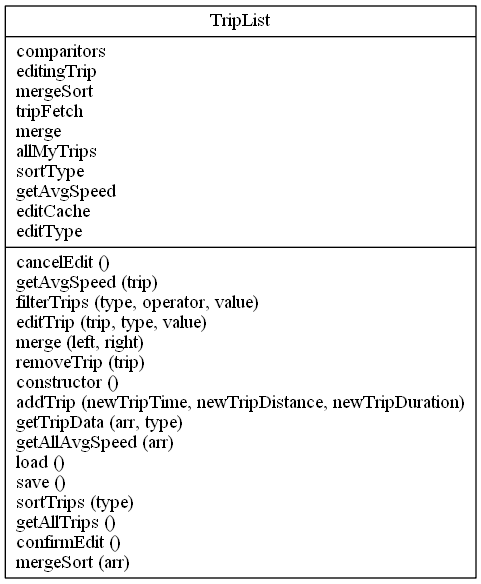 TripList
comparitors
editingTrip
mergeSort
tripFetch
merge
allMyTrips
sortType
getAvgSpeed
editCache
editType
cancelEdit ()
getAvgSpeed (trip)
filterTrips (type, operator, value)
editTrip (trip, type, value)
merge (left, right)
removeTrip (trip)
constructor ()
addTrip (newTripTime, newTripDistance, newTripDuration)
getTripData (arr, type)
getAllAvgSpeed (arr)
load ()
save ()
sortTrips (type)
getAllTrips ()
confirmEdit ()
mergeSort (arr)